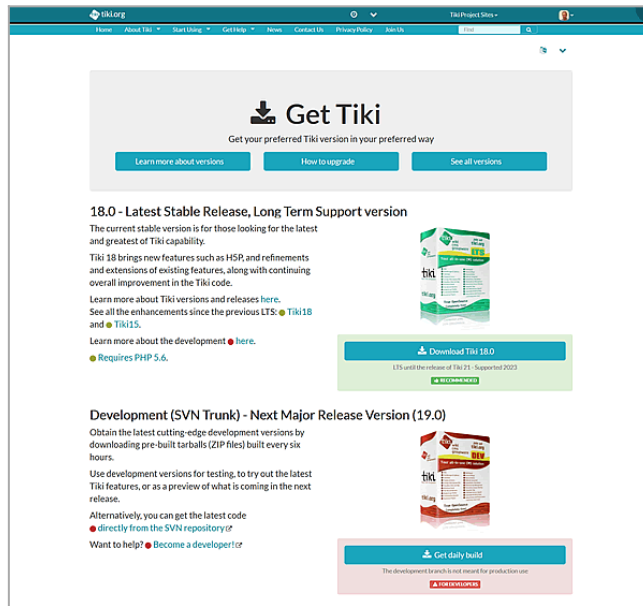 tiki.org
Tiki Project Sites
Home About Tiki Start Using Get Help News Contact Us Privacy Policy Join Us Find
Get Tiki
Get your preferred Tiki version in your preferred way
Learn more about versions How to upgrade See all versions
18.0 - Latest Stable Release, Long Term Support version
The current stable version is for those looking for the latest
and greatest of Tiki capability.
Tiki 18 brings new features such as H5P, and refinements
and extensions of existing features, along with continuing
overall improvement in the Tiki code.
Learn more about Tiki versions and releases here.
See all the enhancements since the previous LTS: Tiki18
and Tiki15.
Learn more about the development here.
Requires PHP 5.6.
LTS
tiki
Download Tiki 18.0
LTS until the release of Tiki 21 - Supported 2023
RECOMMENDED
Development (SVN Trunk) - Next Major Release Version (19.0)
Obtain the latest cutting-edge development versions by
downloading pre-built tarballs (ZIP files) built every six
hours.
Use development versions for testing, to try out the latest
Tiki features, or as a preview of what is coming in the next
release.
Alternatively, you can get the latest code
directly from the SVN repository
Want to help? Become a developer!
DEV
tiki
Get daily build
The development branch is not meant for production use
FOR DEVELOPERS